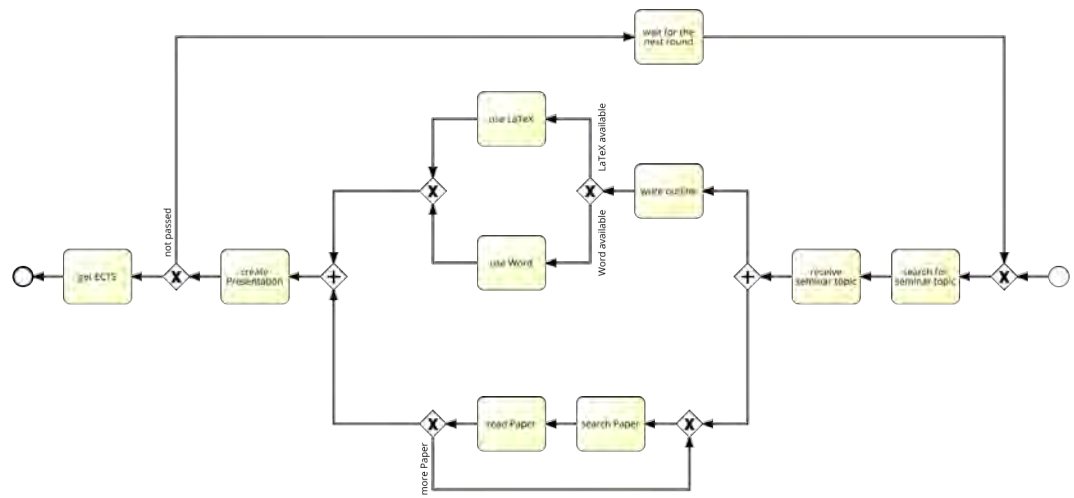 wait for the
next round
LaTeX available
use LaTeX
write outline
Word available
not passed
use Word
get ECTS
create
Presentation
receive
seminar topic
search for
seminar topic
read Paper
search Paper
more Paper